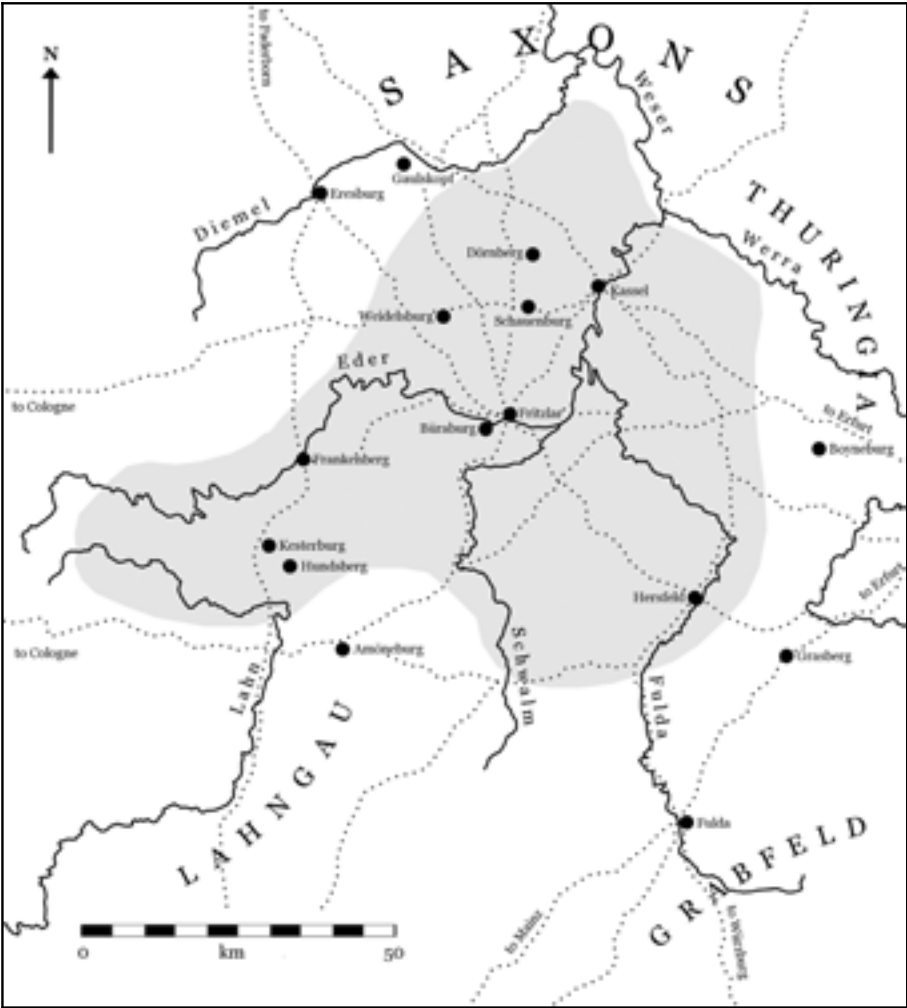 to Paderborn
SAXONS
N
Weser
Gaulskopf
Eresburg
Diemel
THURINGIA
Werra
Dörnberg
Kassel
Weidelsburg
Schauenburg
Eder
to Cologne
Fritzlar
Büraburg
to Erfurt
Boyneburg
Frankelsberg
Kesterburg
Hundsberg
to Erfurt
Hersfeld
to Cologne
Amöneburg
Schwalm
Grasberg
Lahn
Fulda
LAHNGAU
Fulda
GRABFELD
to Mainz
to Würzburg
0 km 50